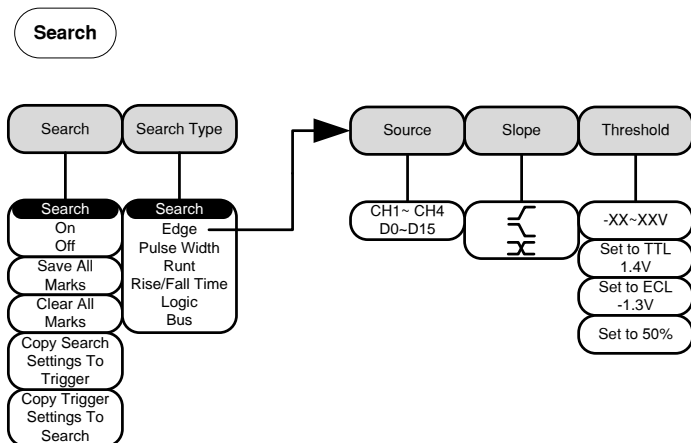 Search
Search
Search Type
Source
Slope
Threshold
Search
On
Off
Save All
Marks
Clear All
Marks
Copy Search
Settings To
Trigger
Copy Trigger
Settings To
Search
Search
Edge
Pulse Width
Runt
Rise/Fall Time
Logic
Bus
CH1~ CH4
D0~D15
-XX~XXV
Set to TTL
1.4V
Set to ECL
-1.3V
Set to 50%